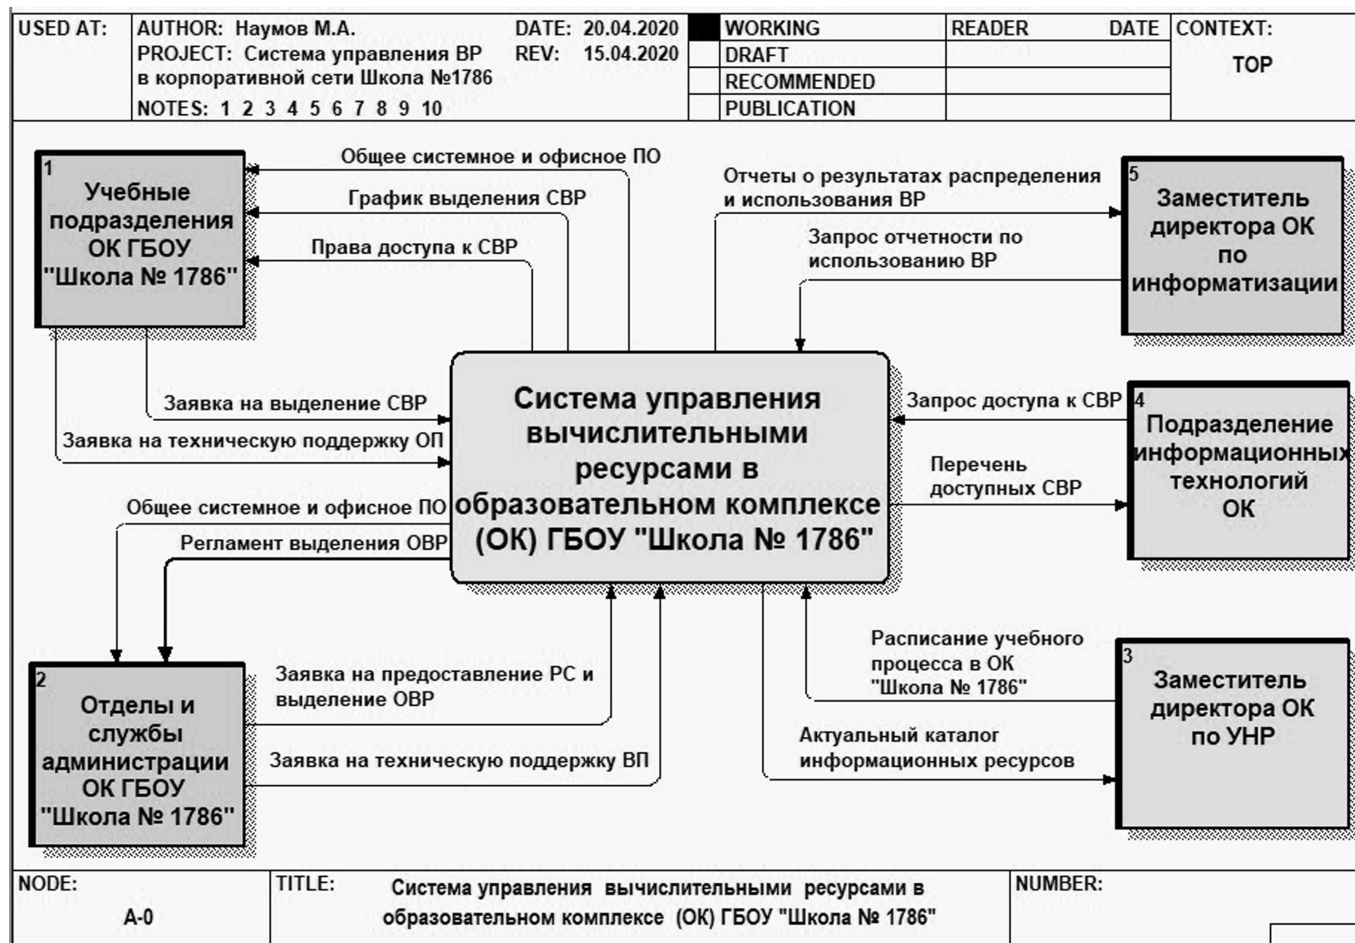 USED AT:
AUTHOR: Наумов М.А.
DATE: 20.04.2020
PROJECT: Система управления ВР
REV: 15.04.2020
в корпоративной сети Школа №1786
NOTES: 1 2 3 4 5 6 7 8 9 10
WORKING
DRAFT
RECOMMENDED
PUBLICATION
READER DATE
CONTEXT:
TOP
1
Учебные
подразделения
ОК ГБОУ
"Школа № 1786"
Общее системное и офисное ПО
График выделения СВР
Права доступа к СВР
Отчеты о результатах распределения
и использования ВР
Запрос отчетности по
использованию ВР
5
Заместитель
директора ОК
по
информатизации
Заявка на выделение СВР
Заявка на техническую поддержку ОП
Система управления
вычислительными
ресурсами в
образовательном комплексе
(ОК) ГБОУ "Школа № 1786"
Запрос доступа к СВР
Перечень
доступных СВР
4
Подразделение
информационных
технологий
ОК
Общее системное и офисное ПО
Регламент выделения ОВР
2
Отделы и
службы
администрации
ОК ГБОУ
"Школа № 1786"
Заявка на предоставление РС и
выделение ОВР
Заявка на техническую поддержку ВП
Расписание учебного
процесса в ОК
"Школа № 1786"
Актуальный каталог
информационных ресурсов
3
Заместитель
директора ОК
по УНР
NODE:
A-0
TITLE:
Система управления вычислительными ресурсами в
образовательном комплексе (ОК) ГБОУ "Школа № 1786"
NUMBER: